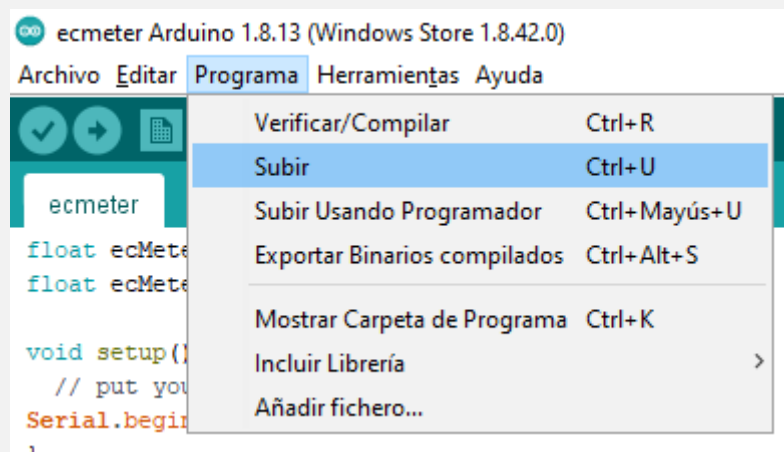 ecmeter Arduino 1.8.13 (Windows Store 1.8.42.0)
Archivo Editar Programa Herramientas Ayuda
Verificar/Compilar Ctrl+R
Subir Ctrl+U
Subir Usando Programador Ctrl+Mayús+U
Exportar Binarios compilados Ctrl+Alt+S
Mostrar Carpeta de Programa Ctrl+K
Incluir Librería >
Añadir fichero...
ecmeter
float ecMete
float ecMete
void setup()
// put you
Serial.begin